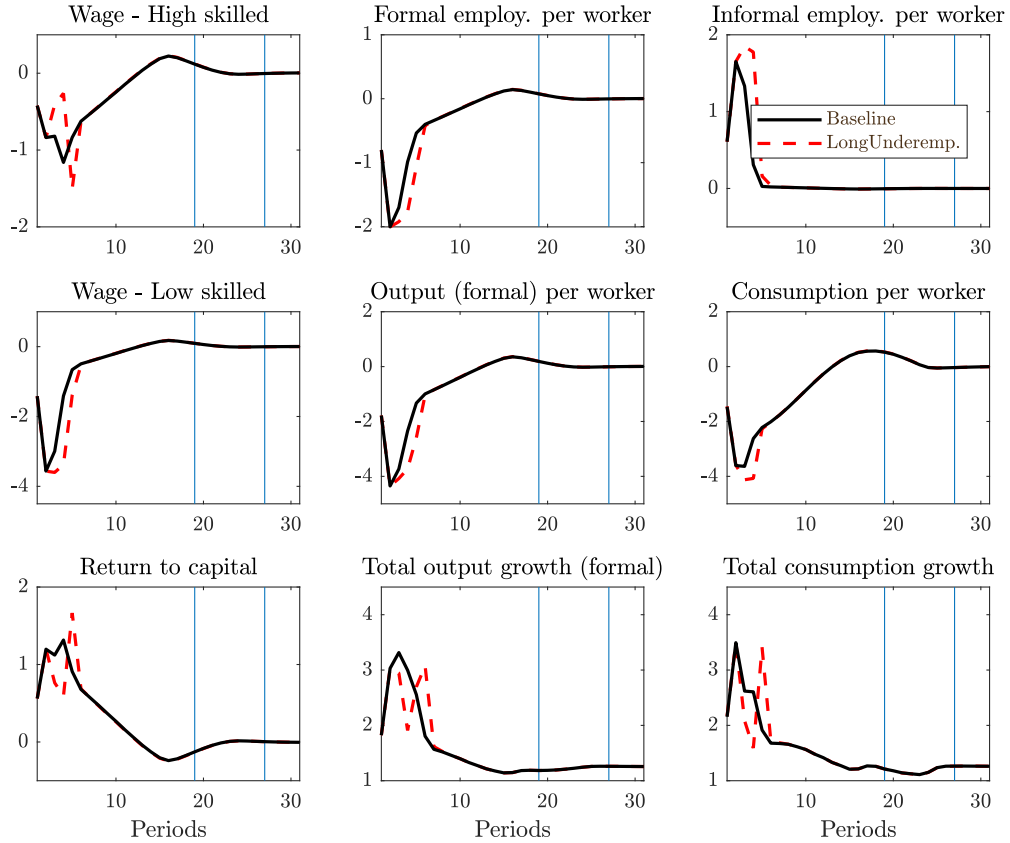 Wage - High skilled
0
-1
-2
10 20 30
Formal employ. per worker
1
0
-1
-2
10 20 30
Informal employ. per worker
2
1
0
Baseline
LongUnderemp.
10 20 30
Wage - Low skilled
0
-2
-4
10 20 30
Output (formal) per worker
2
0
-2
-4
10 20 30
Consumption per worker
2
0
-2
-4
10 20 30
Return to capital
2
1
0
10 20 30
Periods
Total output growth (formal)
4
3
2
1
10 20 30
Periods
Total consumption growth
4
3
2
1
10 20 30
Periods